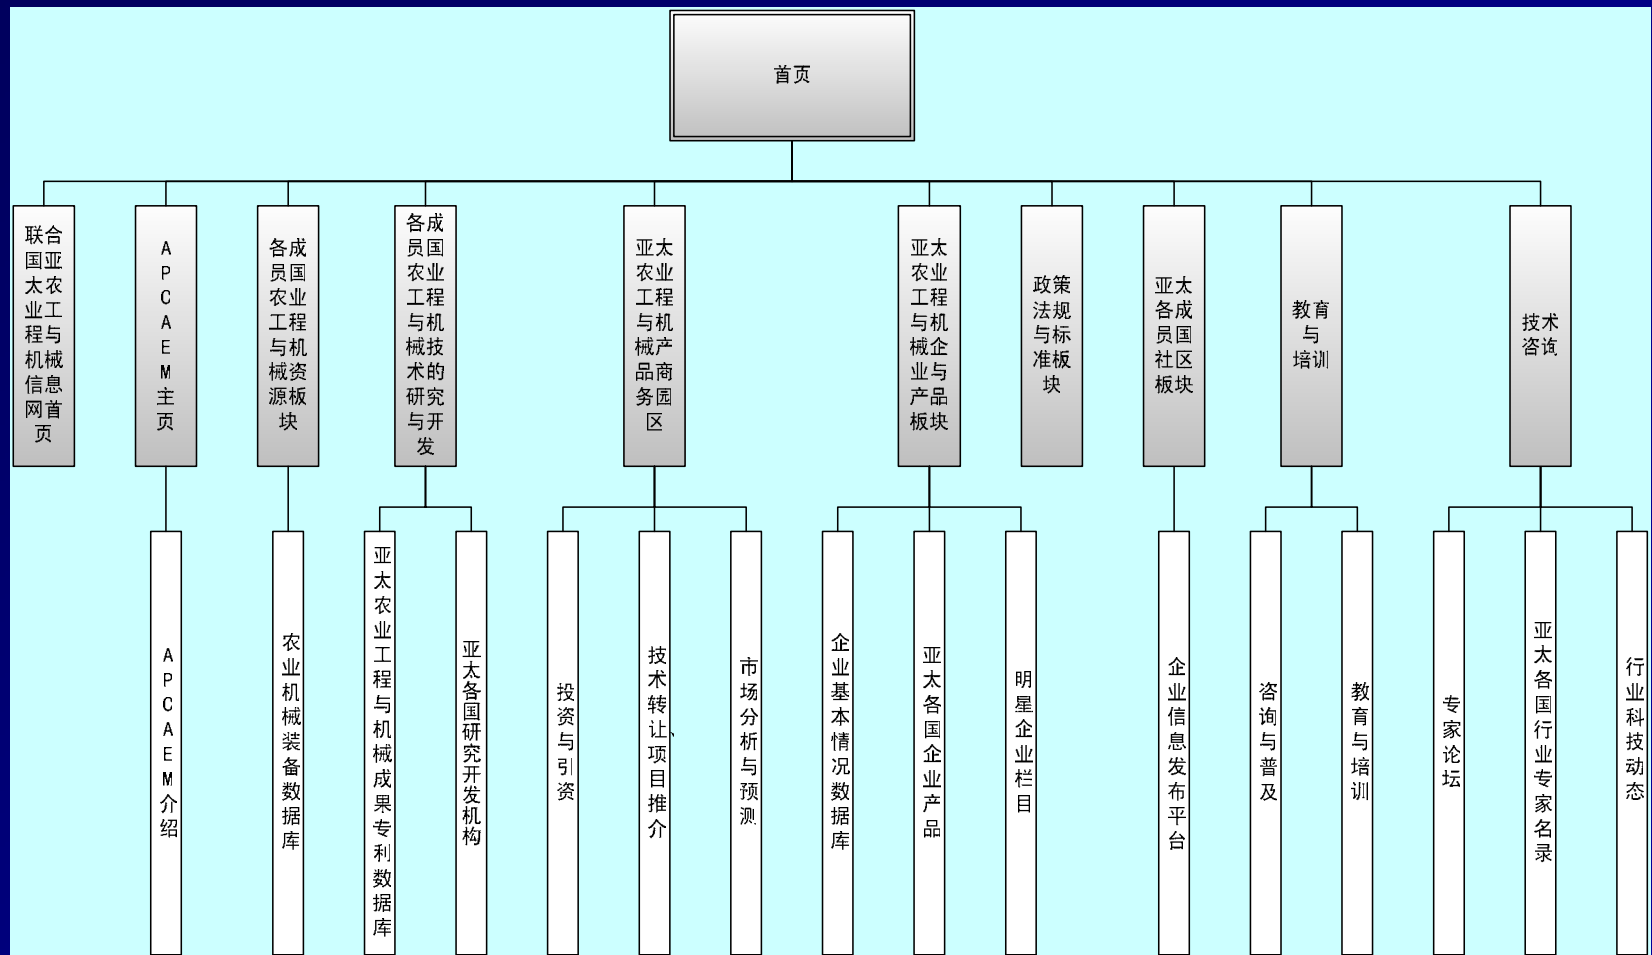 首页
联合国亚太农业工程与机械信息网首页
APCAEM主页
各成员国农业工程与机械资源板块
各成员国农业工程与机械技术的研究与开发
亚太农业工程与机械产品商务园区
亚太农业工程与机械企业与产品板块
政策法规与标准板块
亚太各成员国社区板块
教育与培训
技术咨询
APCAEM介绍
农业机械装备数据库
亚太农业工程与机械成果专利数据库
亚太各国研究开发机构
投资与引资
技术转让、项目推介
市场分析与预测
企业基本情况数据库
亚太各国企业产品
明星企业栏目
企业信息发布平台
咨询与普及
教育与培训
专家论坛
亚太各国行业专家名录
行业科技动态